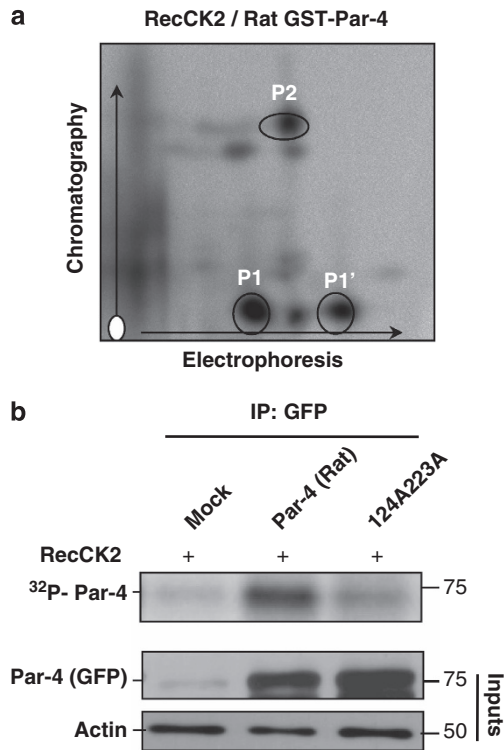 a
RecCK2 / Rat GST-Par-4
Chromatography
P2
P1
P1’
Electrophoresis
b
IP: GFP
Mock
Par-4 (Rat)
124A223A
RecCK2 + + +
32P- Par-4
75
Par-4 (GFP)
75
Actin
50
Inputs